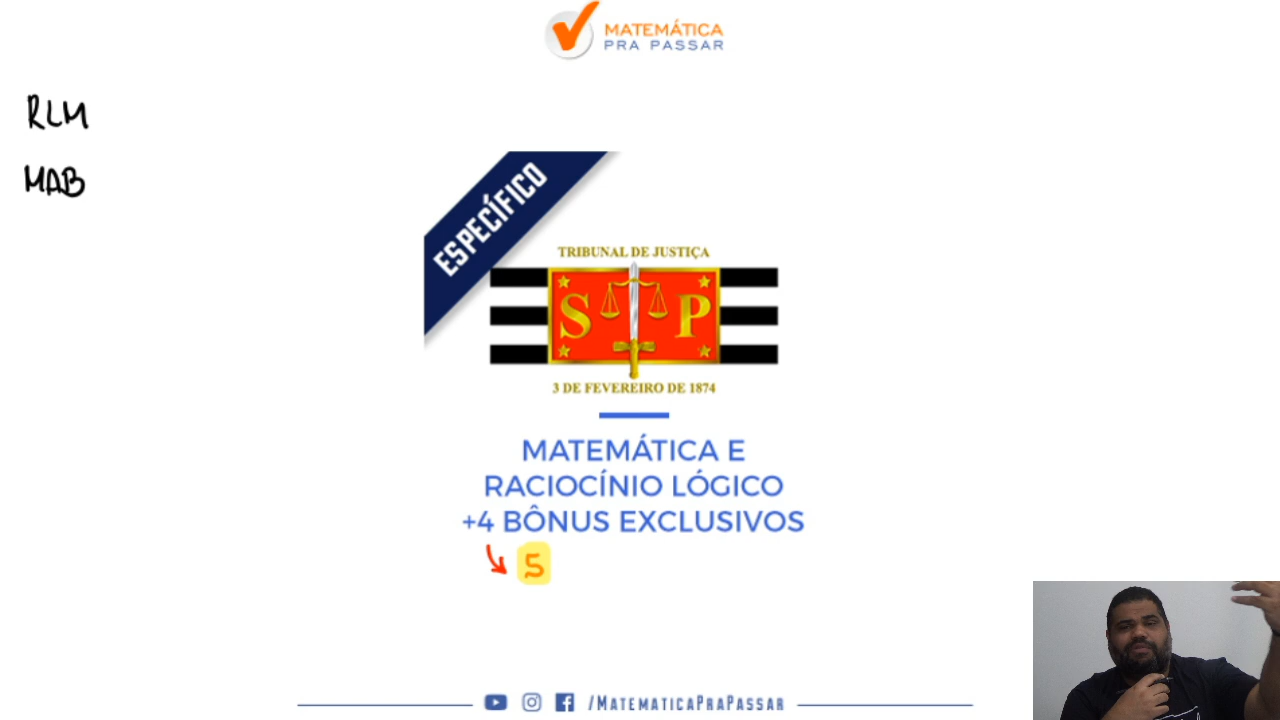 MATEMÁTICA
PRA PASSAR
RLM
MAB
ESPECÍFICO
TRIBUNAL DE JUSTIÇA
S P
3 DE FEVEREIRO DE 1874
MATEMÁTICA E
RACIOCÍNIO LÓGICO
+4 BÔNUS EXCLUSIVOS
5
/MATEMATICAPRAPASSAR